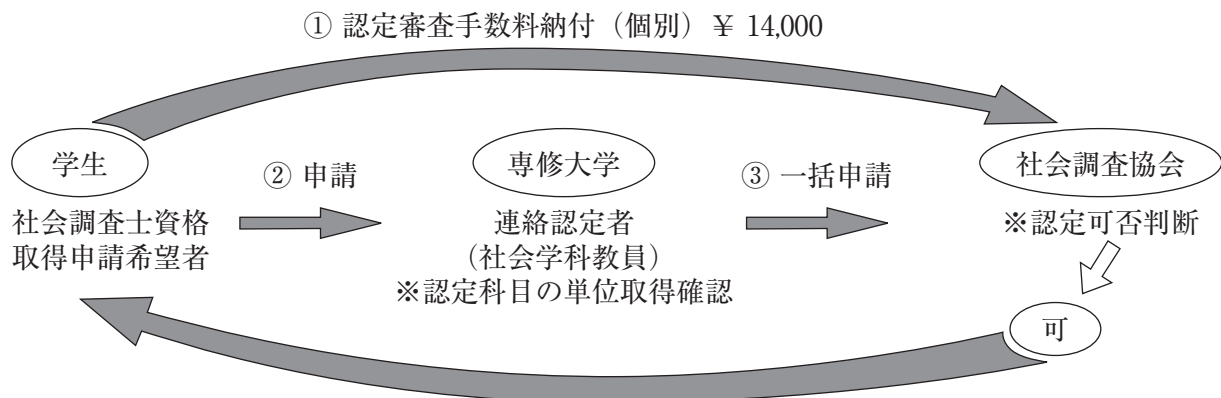 ① 認定審査手数料納付（個別）￥ 14,000
学生
社会調査士資格
取得申請希望者
② 申請
専修大学
連絡認定者
（社会学科教員）
※認定科目の単位取得確認
③ 一括申請
社会調査協会
※認定可否判断
可